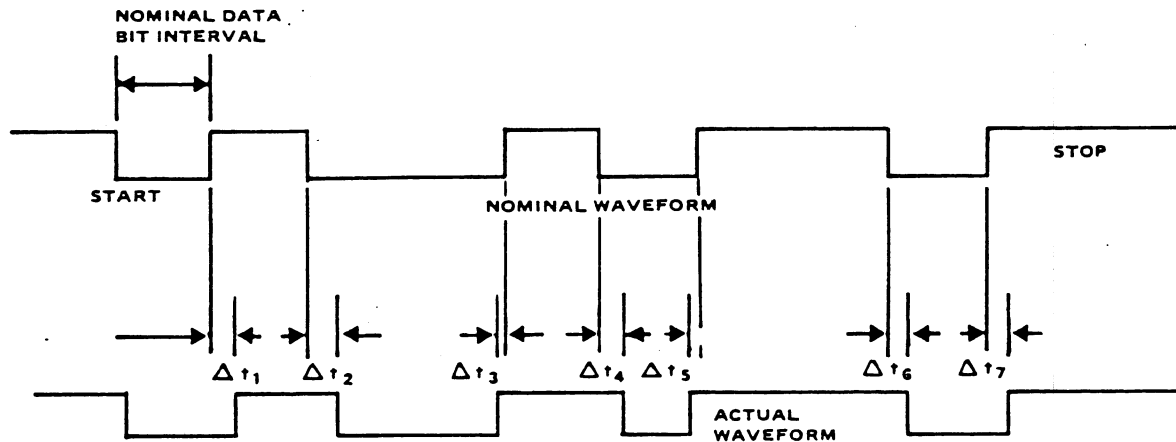 NOMINAL DATA
BIT INTERVAL
START
STOP
NOMINAL WAVEFORM
Δt₁ Δt₂ Δt₃ Δt₄ Δt₅ Δt₆ Δt₇
ACTUAL
WAVEFORM